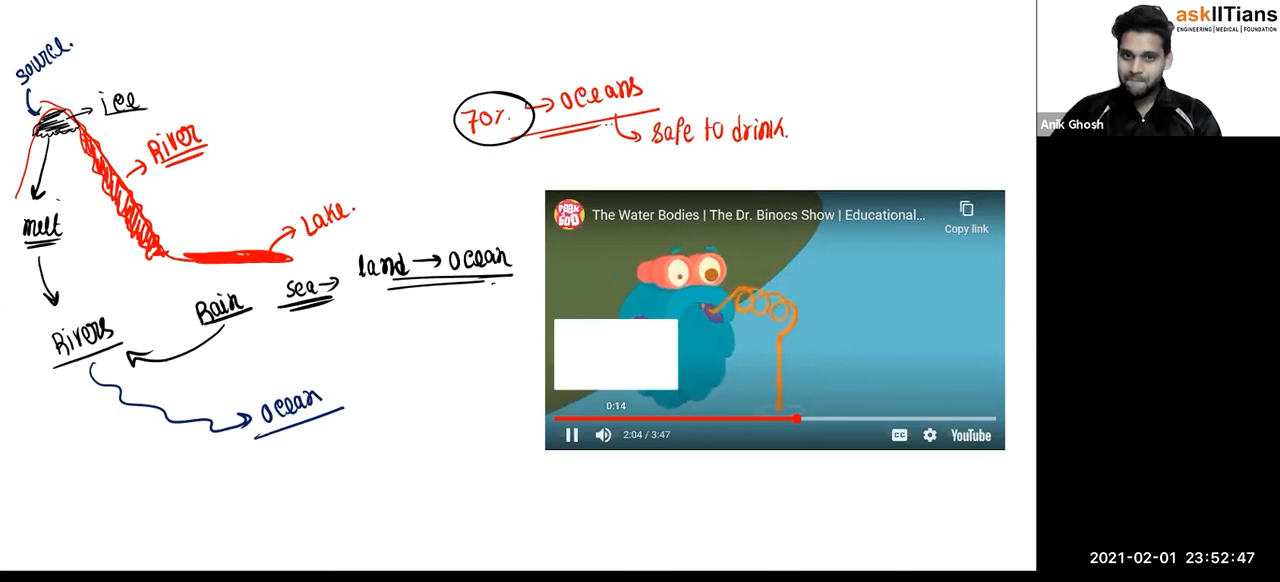 source.
ice
River
melt
Lake.
Rain
sea → land → ocean
Rivers
ocean
70% → oceans
safe to drink.
The Water Bodies | The Dr. Binocs Show | Educational...
Copy link
0:14
2:04 / 3:47
CC
YouTube
askIITians
ENGINEERING | MEDICAL | FOUNDATION
Anik Ghosh
2021-02-01 23:52:47